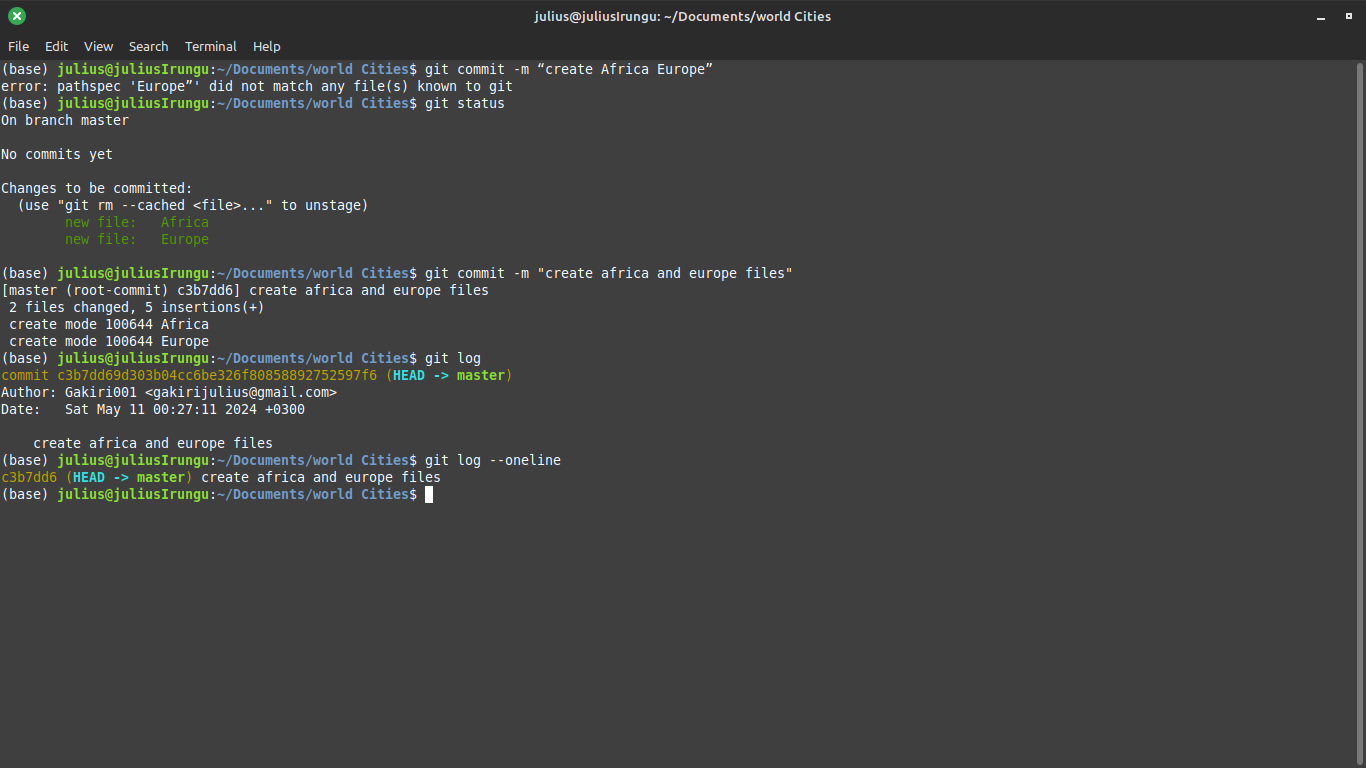 julius@juliusIrungu: ~/Documents/world Cities
File Edit View Search Terminal Help
(base) julius@juliusIrungu:~/Documents/world Cities$ git commit -m “create Africa Europe”
error: pathspec 'Europe”' did not match any file(s) known to git
(base) julius@juliusIrungu:~/Documents/world Cities$ git status
On branch master

No commits yet

Changes to be committed:
  (use "git rm --cached <file>..." to unstage)
        new file:   Africa
        new file:   Europe

(base) julius@juliusIrungu:~/Documents/world Cities$ git commit -m "create africa and europe files"
[master (root-commit) c3b7dd6] create africa and europe files
 2 files changed, 5 insertions(+)
 create mode 100644 Africa
 create mode 100644 Europe
(base) julius@juliusIrungu:~/Documents/world Cities$ git log
commit c3b7dd69d303b04cc6be326f80858892752597f6 (HEAD -> master)
Author: Gakiri001 <gakirijulius@gmail.com>
Date:   Sat May 11 00:27:11 2024 +0300

    create africa and europe files
(base) julius@juliusIrungu:~/Documents/world Cities$ git log --oneline
c3b7dd6 (HEAD -> master) create africa and europe files
(base) julius@juliusIrungu:~/Documents/world Cities$